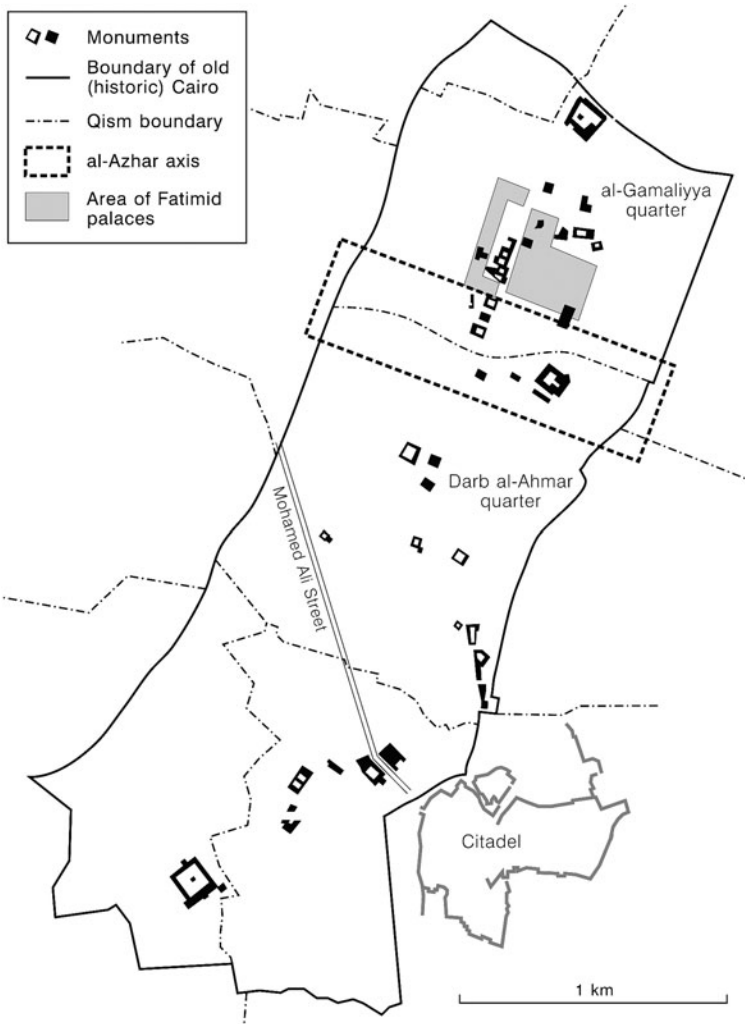 Monuments
Boundary of old
(historic) Cairo
Qism boundary
al-Azhar axis
Area of Fatimid
palaces
al-Gamaliyya
quarter
Darb al-Ahmar
quarter
Mohamed Ali Street
Citadel
1 km